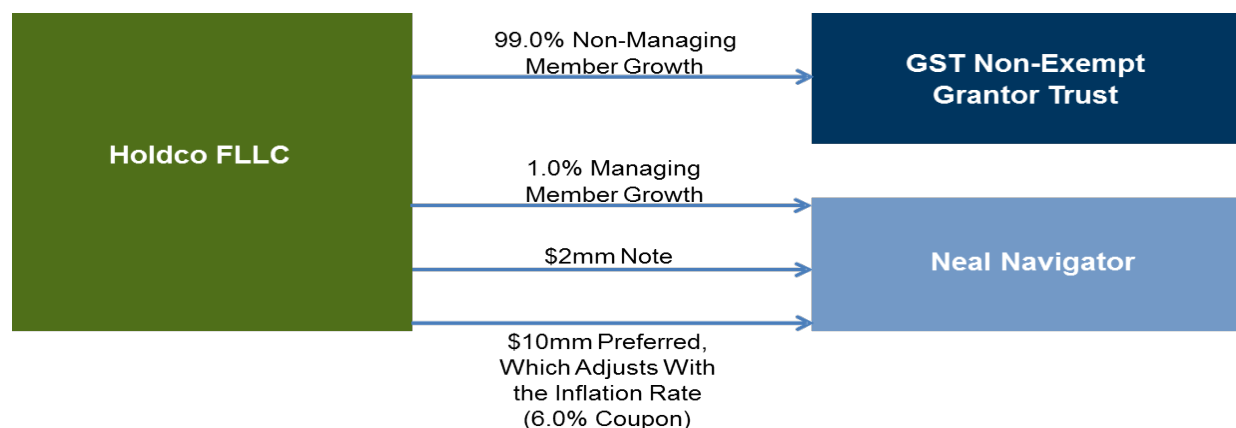 99.0% Non-Managing
Member Growth
GST Non-Exempt
Grantor Trust
Holdco FLLC
1.0% Managing
Member Growth
$2mm Note
Neal Navigator
$10mm Preferred,
Which Adjusts With
the Inflation Rate
(6.0% Coupon)